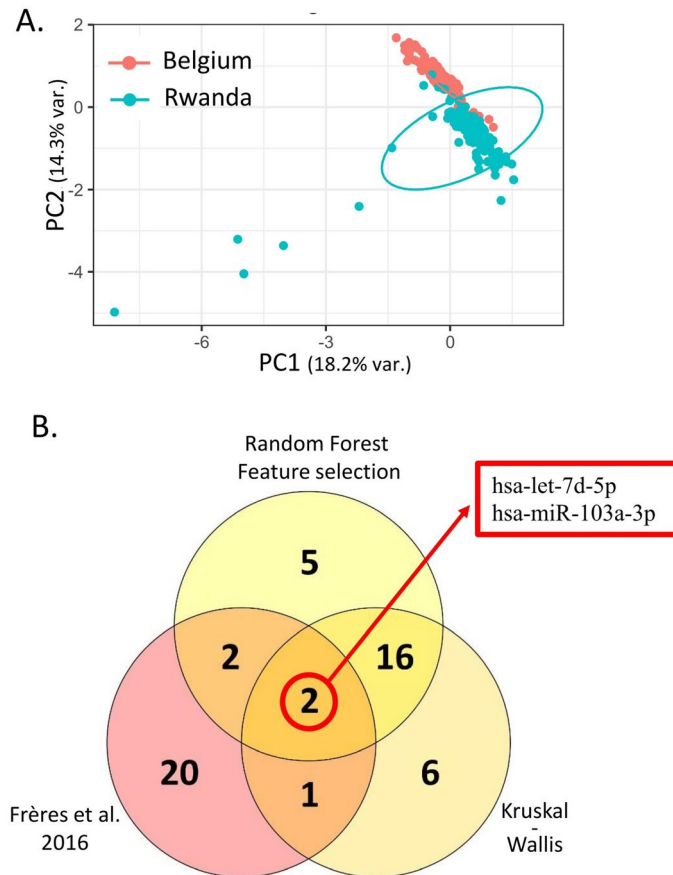 A.
Belgium
Rwanda
2
0
-2
-4
PC2 (14.3% var.)
-6
-3
0
PC1 (18.2% var.)
B.
Random Forest
Feature selection
hsa-let-7d-5p
hsa-miR-103a-3p
5
2
16
2
20
1
6
Frères et al.
2016
Kruskal
-
Wallis